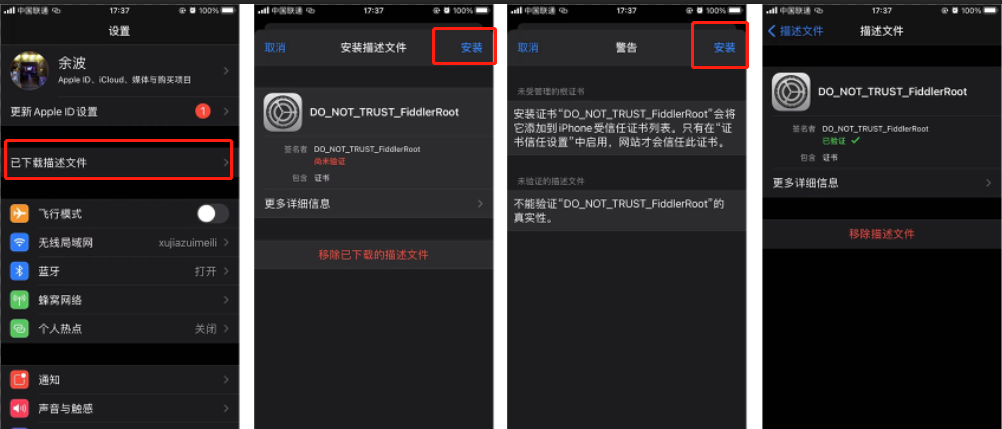 中国联通 17:37 100%
设置
余波
Apple ID、iCloud、媒体与购买项目
更新 Apple ID 设置 1
已下载描述文件
飞行模式
无线局域网 xujiazuimeili
蓝牙 打开
蜂窝网络
个人热点 关闭
通知
声音与触感
中国联通 17:37 100%
取消 安装描述文件 安装
DO_NOT_TRUST_FiddlerRoot
签名者 DO_NOT_TRUST_FiddlerRoot
尚未验证
包含 证书
更多详细信息
移除已下载的描述文件
中国联通 17:37 100%
取消 警告 安装
未受管理的根证书
安装证书“DO_NOT_TRUST_FiddlerRoot”会将
它添加到 iPhone 受信任证书列表。只有在“证
书信任设置”中启用，网站才会信任此证书。
未验证的描述文件
不能验证“DO_NOT_TRUST_FiddlerRoot”的
真实性。
中国联通 17:37 100%
描述文件 描述文件
DO_NOT_TRUST_FiddlerRoot
签名者 DO_NOT_TRUST_FiddlerRoot
已验证
包含 证书
更多详细信息
移除描述文件